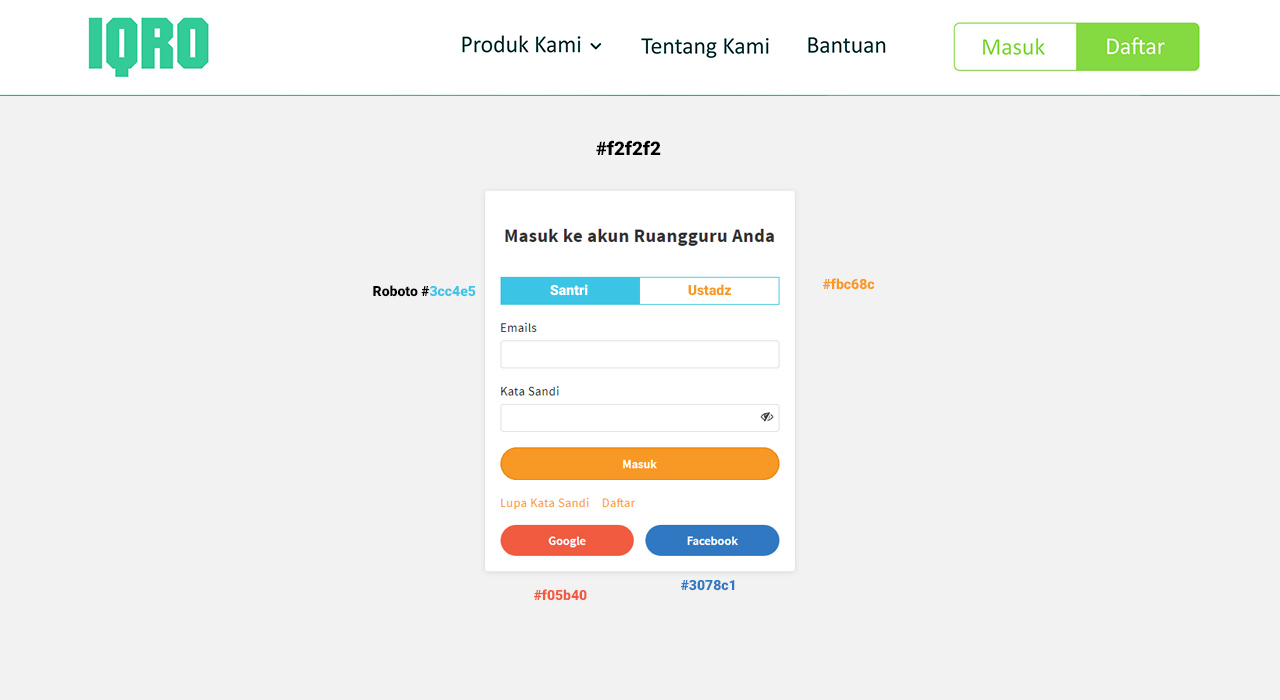 IQRO
Produk Kami Tentang Kami Bantuan Masuk Daftar
#f2f2f2
Masuk ke akun Ruangguru Anda
Roboto #3cc4e5
Santri Ustadz
#fbc68c
Emails
Kata Sandi
Masuk
Lupa Kata Sandi Daftar
Google Facebook
#f05b40
#3078c1